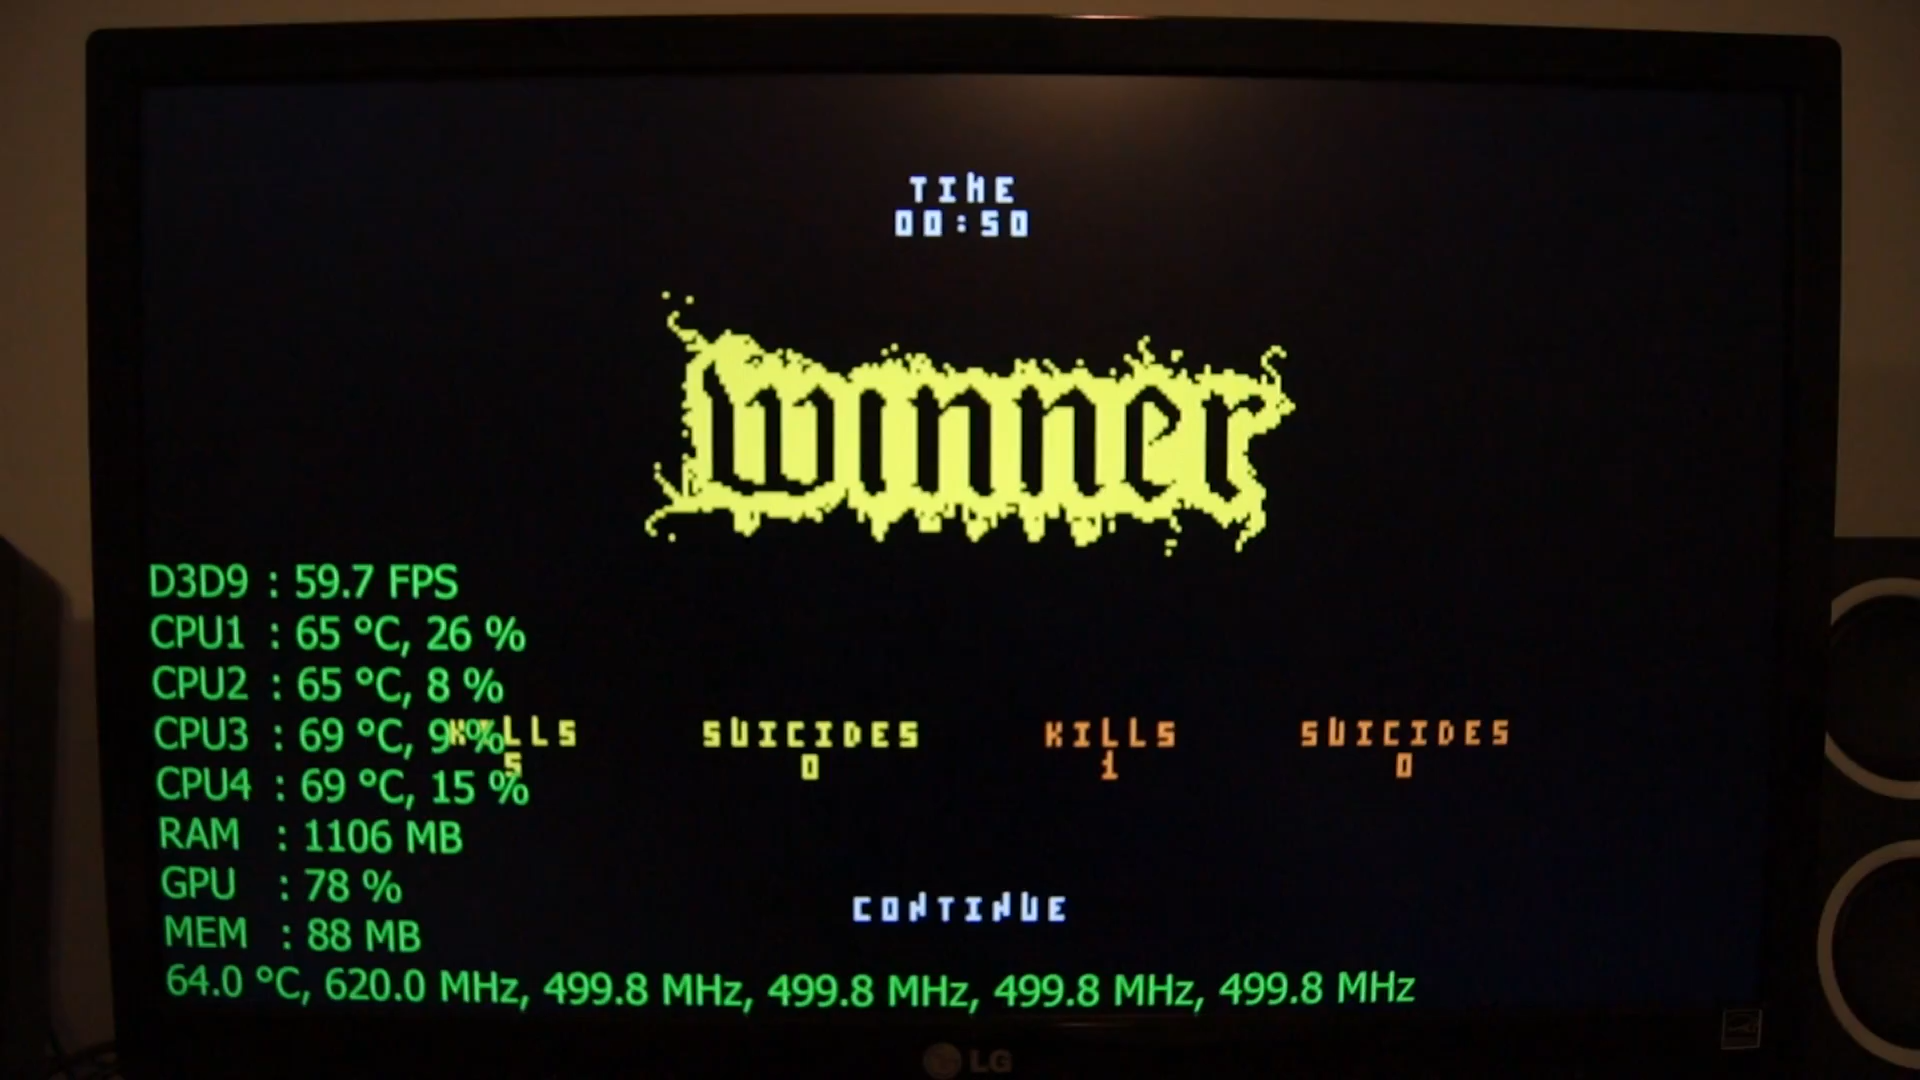 TIME
00:50
winner
D3D9 : 59.7 FPS
CPU1 : 65 °C, 26 %
CPU2 : 65 °C, 8 %
CPU3 : 69 °C, 9 %
KILLS SUICIDES KILLS SUICIDES
5 0 1 0
CPU4 : 69 °C, 15 %
RAM : 1106 MB
GPU : 78 %
CONTINUE
MEM : 88 MB
64.0 °C, 620.0 MHz, 499.8 MHz, 499.8 MHz, 499.8 MHz, 499.8 MHz
LG